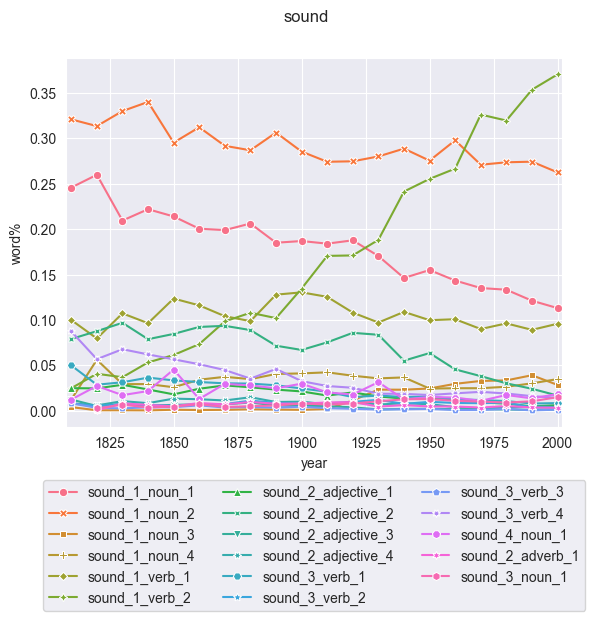 sound
word%
0.35
0.30
0.25
0.20
0.15
0.10
0.05
0.00
1825 1850 1875 1900 1925 1950 1975 2000
year
sound_1_noun_1 sound_2_adjective_1 sound_3_verb_3
sound_1_noun_2 sound_2_adjective_2 sound_3_verb_4
sound_1_noun_3 sound_2_adjective_3 sound_4_noun_1
sound_1_noun_4 sound_2_adjective_4 sound_2_adverb_1
sound_1_verb_1 sound_3_verb_1 sound_3_noun_1
sound_1_verb_2 sound_3_verb_2